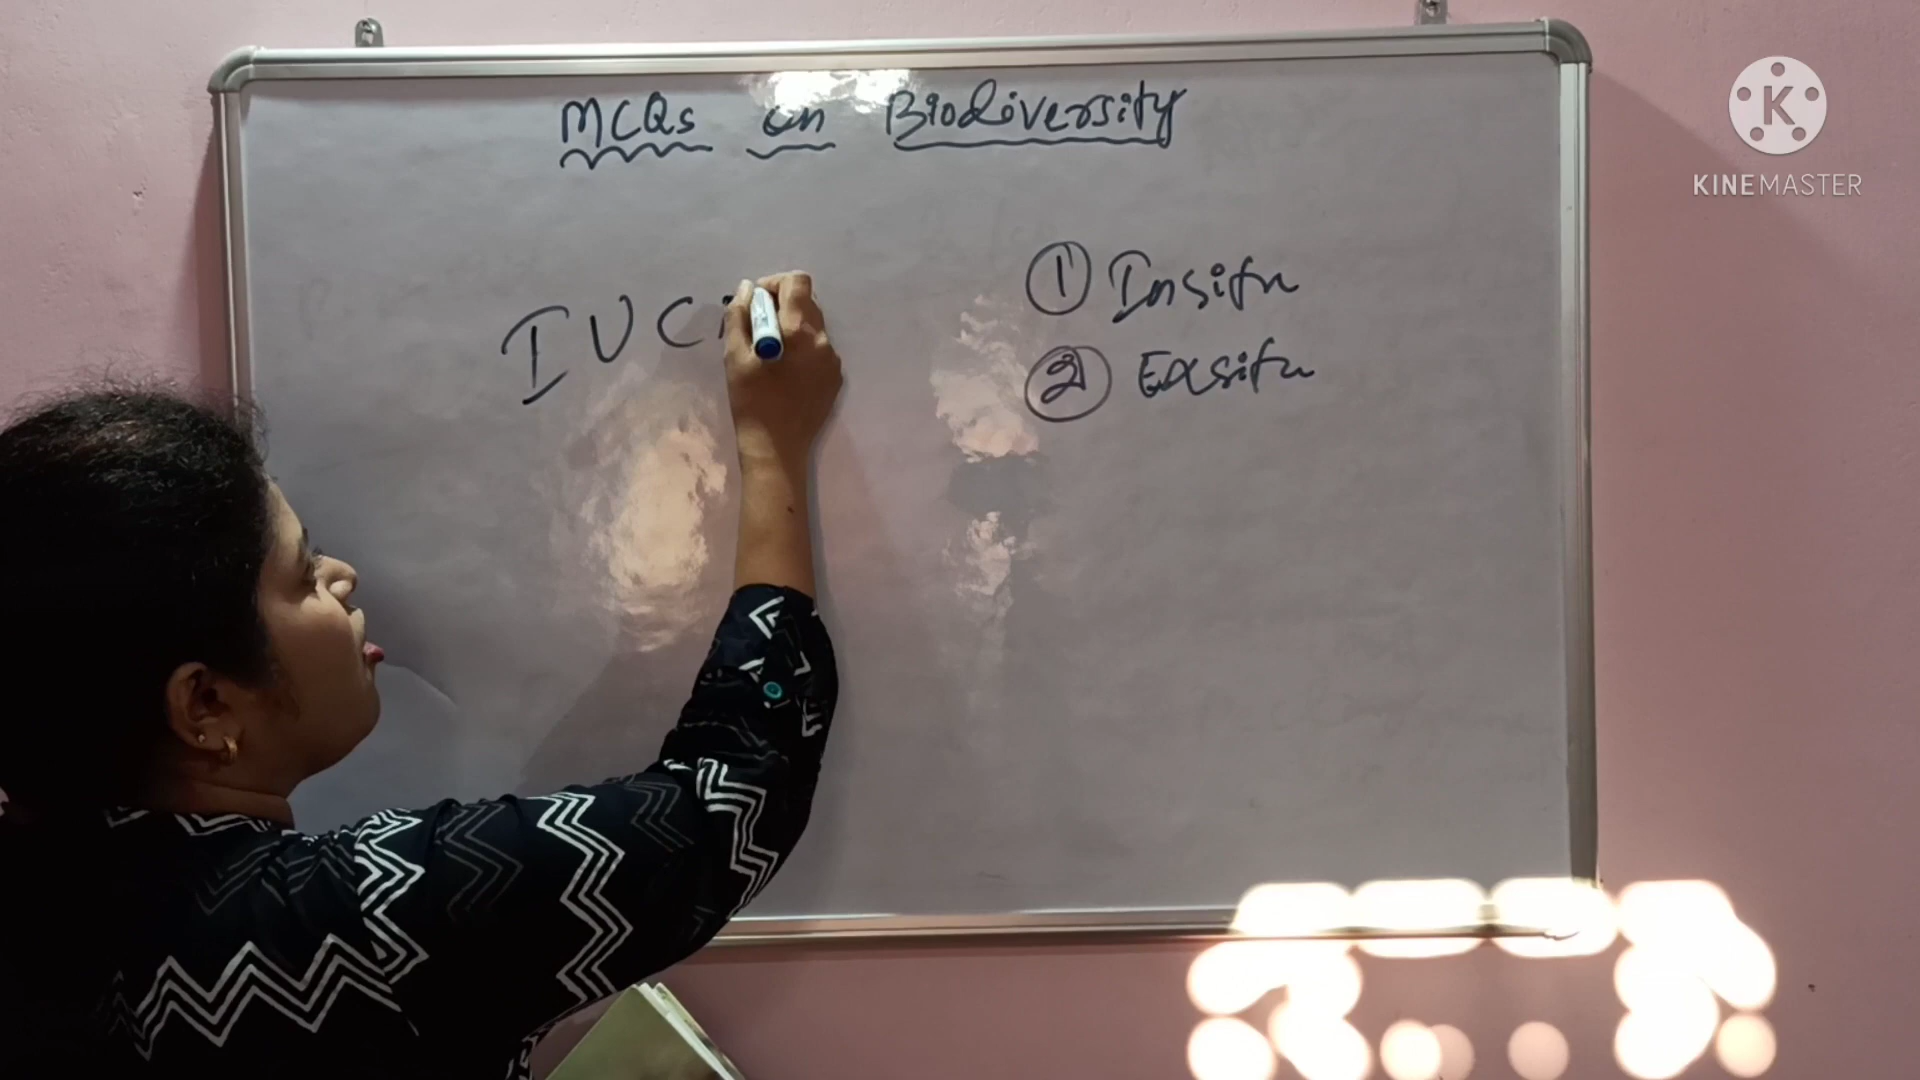 MCQs on Biodiversity
IUC
① Insitu
② Exsitu
KINEMASTER